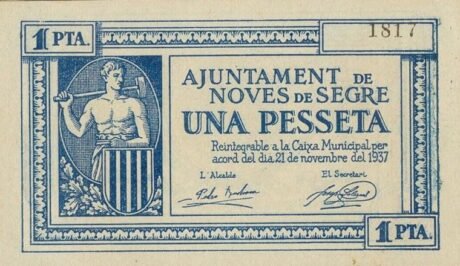 1 PTA.
1817
AJUNTAMENT DE
NOVES DE SEGRE
UNA PESSETA
Reintegrable a la Caixa Municipal per
acord del dia, 21 de novembre del 1937
L'Alcalde El Secretari
1 PTA.